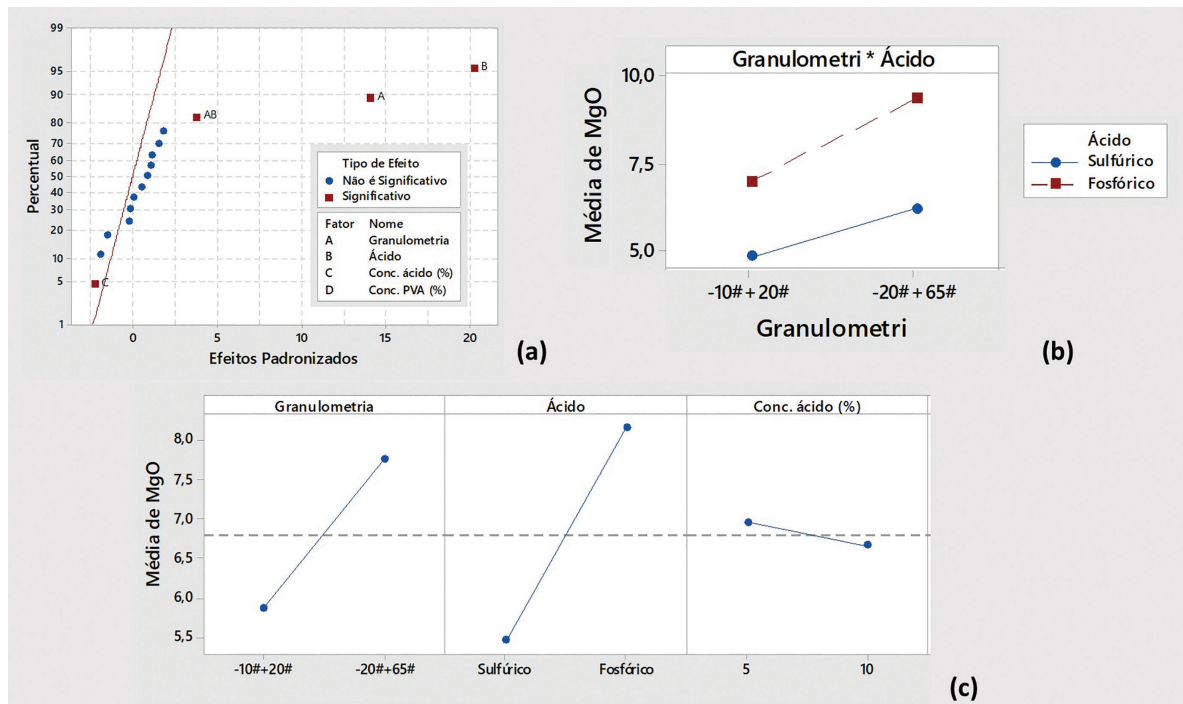 99
95
90
80
70
60
50
40
30
20
10
5
1
Percentual
B
A
AB
C
Tipo de Efeito
Não é Significativo
Significativo
Fator Nome
A Granulometria
B Ácido
C Conc. ácido (%)
D Conc. PVA (%)
0 5 10 15 20
Efeitos Padronizados
(a)
Granulometri * Ácido
10,0
7,5
5,0
Média de MgO
-10#+20# -20#+65#
Granulometri
Ácido
Sulfúrico
Fosfórico
(b)
Granulometria Ácido Conc. ácido (%)
8,0
7,5
7,0
6,5
6,0
5,5
Média de MgO
-10#+20# -20#+65# Sulfúrico Fosfórico 5 10
(c)